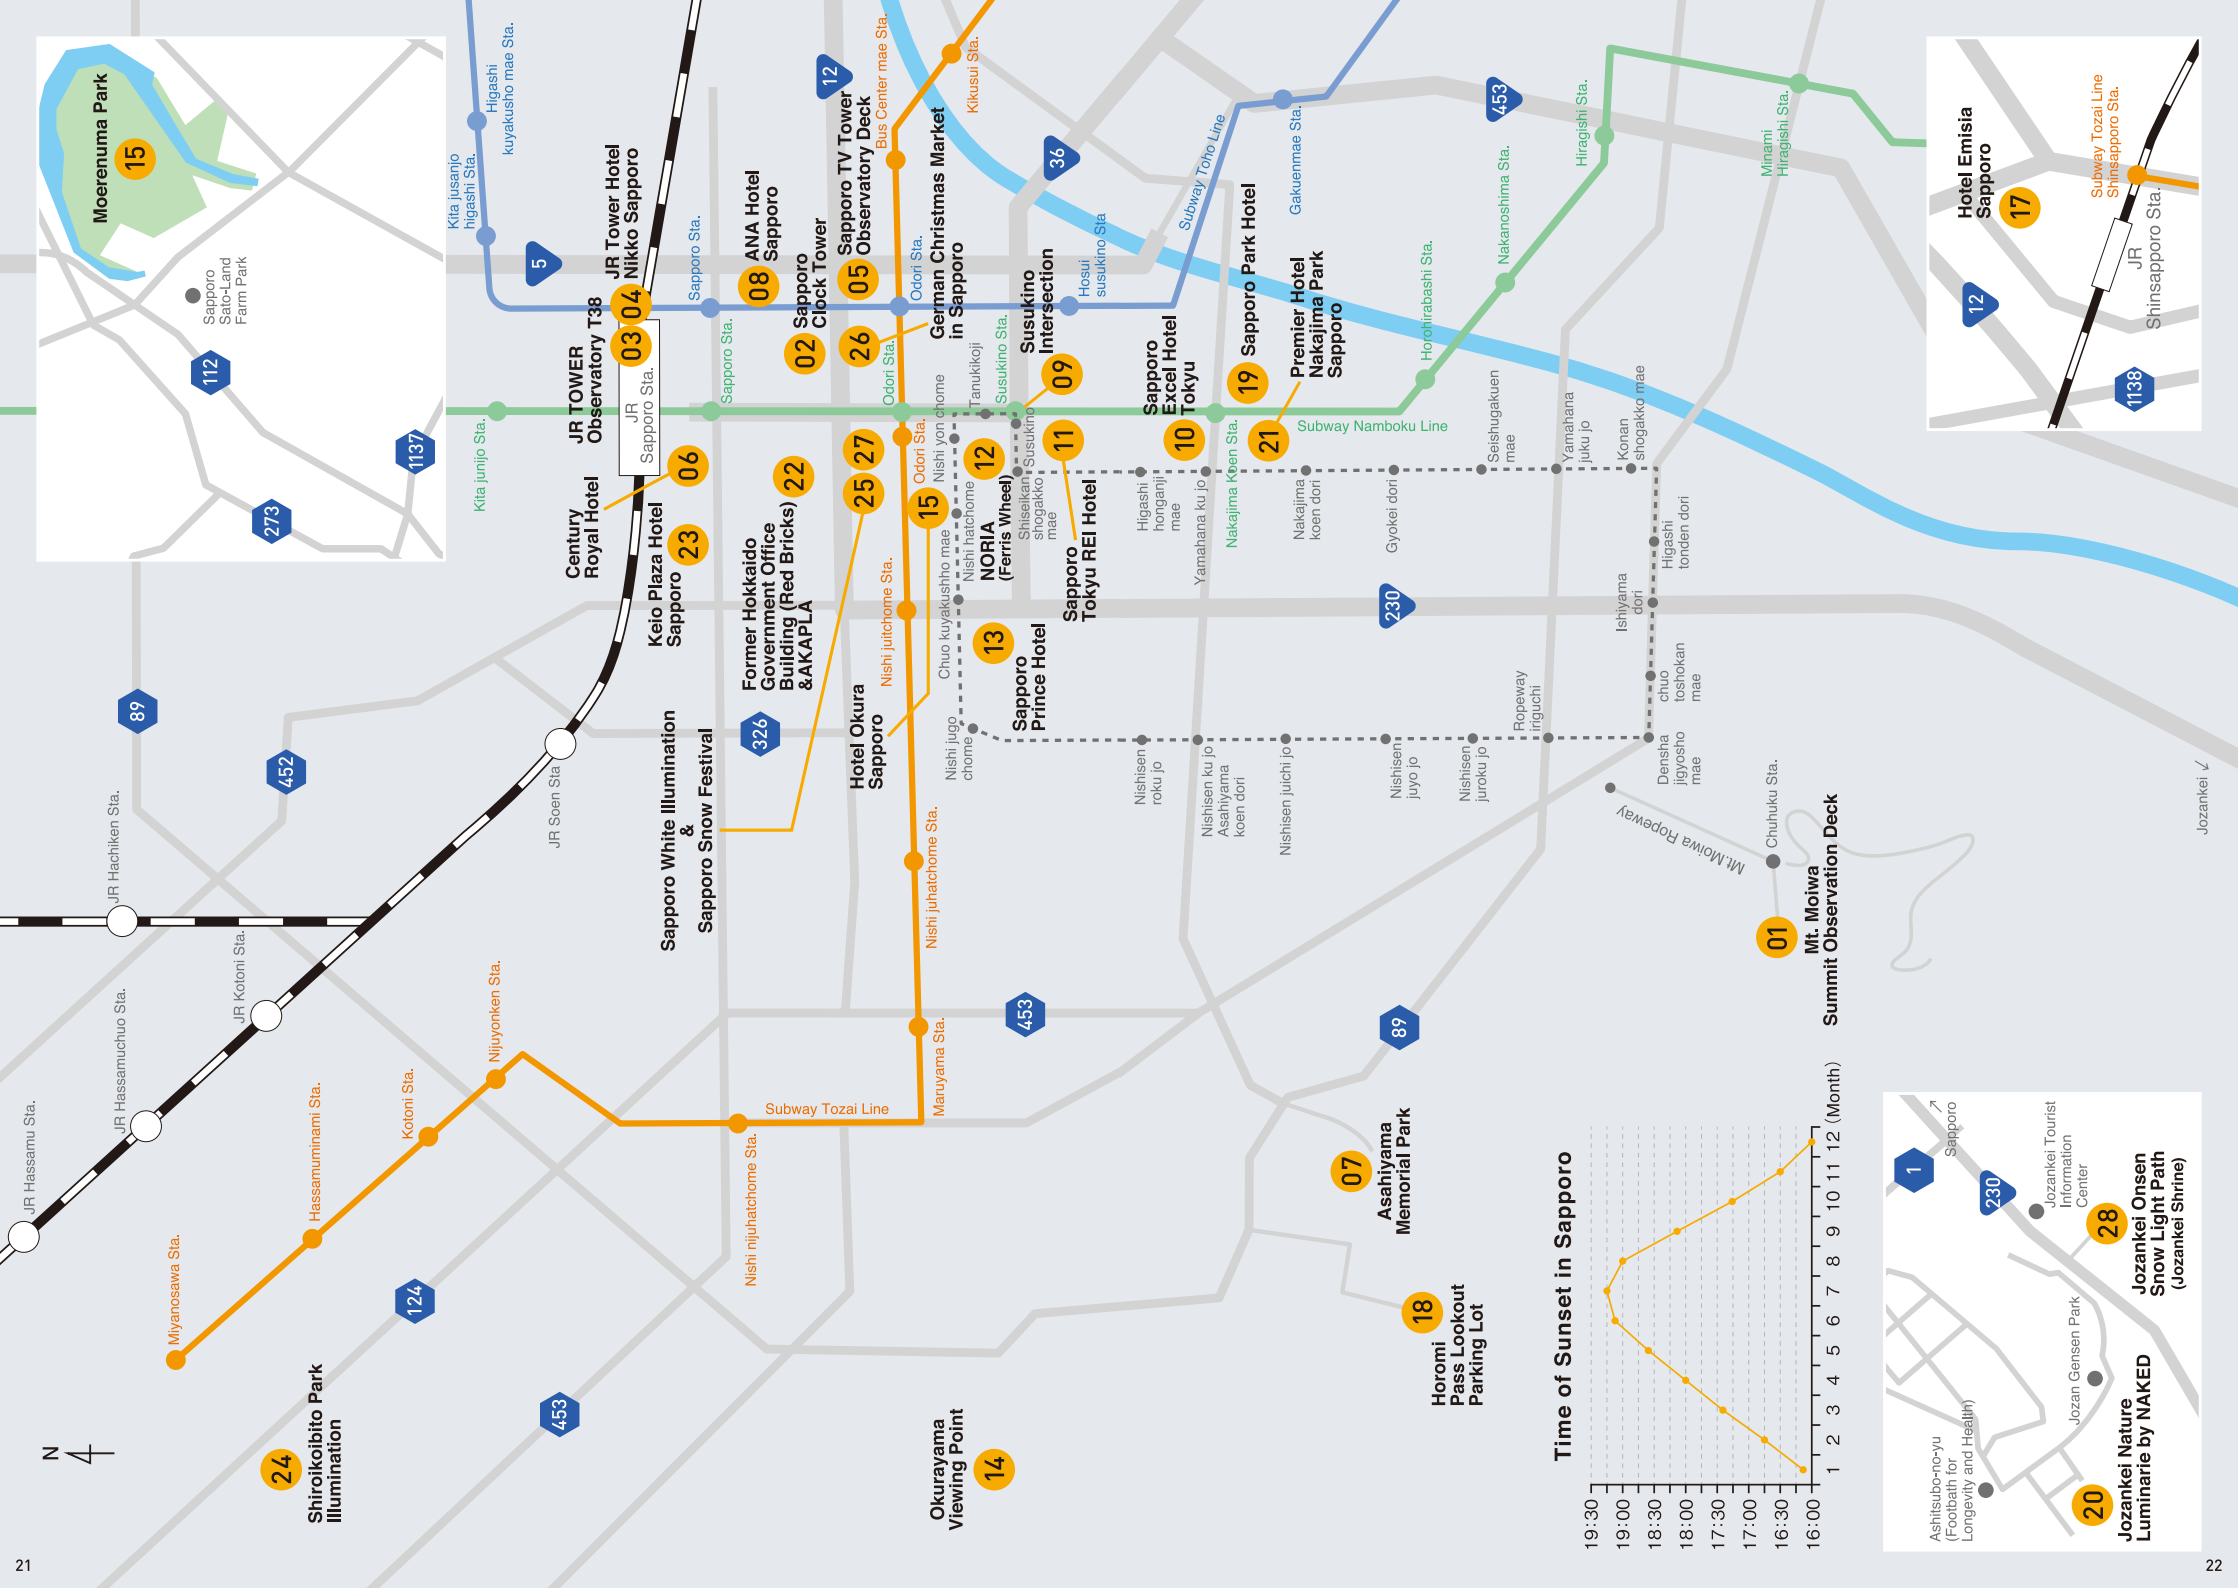 21
22
N
Moerenuma Park
15
Sapporo
Sato-Land
Farm Park
112
1137
273
Higashi
kuyakusho mae Sta.
Kita jusanjo
higashi Sta.
5
12
36
453
Bus Center mae Sta.
Kikusui Sta.
JR Tower Hotel
Nikko Sapporo
04
03
JR TOWER
Observatory T38
JR
Sapporo Sta.
Sapporo Sta.
Sapporo Sta.
Kita junijo Sta.
ANA Hotel
Sapporo
08
Sapporo
Clock Tower
02
Sapporo TV Tower
Observatory Deck
05
Odori Sta.
Odori Sta.
Odori Sta.
26
German Christmas Market
in Sapporo
Susukino
Intersection
09
Hosui
susukino Sta
Subway Toho Line
Gakuenmae Sta.
Susukino Sta.
Tanukikoji
Susukino
Nishi yon chome
Sapporo
Excel Hotel
Tokyu
10
19
Sapporo Park Hotel
Premier Hotel
Nakajima Park
Sapporo
21
Subway Namboku Line
Horohirabashi Sta.
Nakanoshima Sta.
Hiragishi Sta.
Minami
Hiragishi Sta.
Hotel Emisia
Sapporo
17
Subway Tozai Line
Shinsapporo Sta.
JR
Shinsapporo Sta.
12
1138
Century
Royal Hotel
06
Keio Plaza Hotel
Sapporo
23
22
Former Hokkaido
Government Office
Building (Red Bricks)
&AKAPLA
27
25
15
12
NORIA
(Ferris Wheel)
11
Sapporo
Tokyu REI Hotel
13
Sapporo
Prince Hotel
Shiseikan
shogakko
mae
Nishi hatchome
Chuo kuyakushho mae
Nishi jugo
chome
Higashi
honganji
mae
Yamahana ku jo
Nakajima Koen Sta.
Nakajima
koen dori
Gyokei dori
Seishugakuen
mae
Yamahana
juku jo
Konan
shogakko mae
Higashi
tonden dori
Ishiyama
dori
chuo
toshokan
mae
Densha
jigyosho
mae
Ropeway
iriguchi
Nishisen
juroku jo
Nishisen
juyo jo
Nishisen juichi jo
Nishisen ku jo
Asahiyama
koen dori
Nishisen
roku jo
230
Mt.Moiwa Ropeway
Chuhuku Sta.
01
Mt. Moiwa
Summit Observation Deck
Jozankei
89
452
326
Hotel Okura
Sapporo
Sapporo White Illumination
&
Sapporo Snow Festival
Nishi juitchome Sta.
Nishi juhatchome Sta.
Maruyama Sta.
Subway Tozai Line
Nishi nijuhatchome Sta.
Nijuyonken Sta.
Kotoni Sta.
Hassamuminami Sta.
Miyanosawa Sta.
JR Soen Sta
JR Hachiken Sta.
JR Kotoni Sta.
JR Hassamuchuo Sta.
JR Hassamu Sta.
124
453
453
89
24
Shiroikoibito Park
Illumination
Okurayama
Viewing Point
14
07
Asahiyama
Memorial Park
18
Horomi
Pass Lookout
Parking Lot
Time of Sunset in Sapporo
19:30
19:00
18:30
18:00
17:30
17:00
16:30
16:00
1 2 3 4 5 6 7 8 9 10 11 12 (Month)
1
230
Sapporo
Jozankei Tourist
Information
Center
28
Jozankei Onsen
Snow Light Path
(Jozankei Shrine)
Jozan Gensen Park
Ashitsubo-no-yu
(Footbath for
Longevity and Health)
20
Jozankei Nature
Luminarie by NAKED